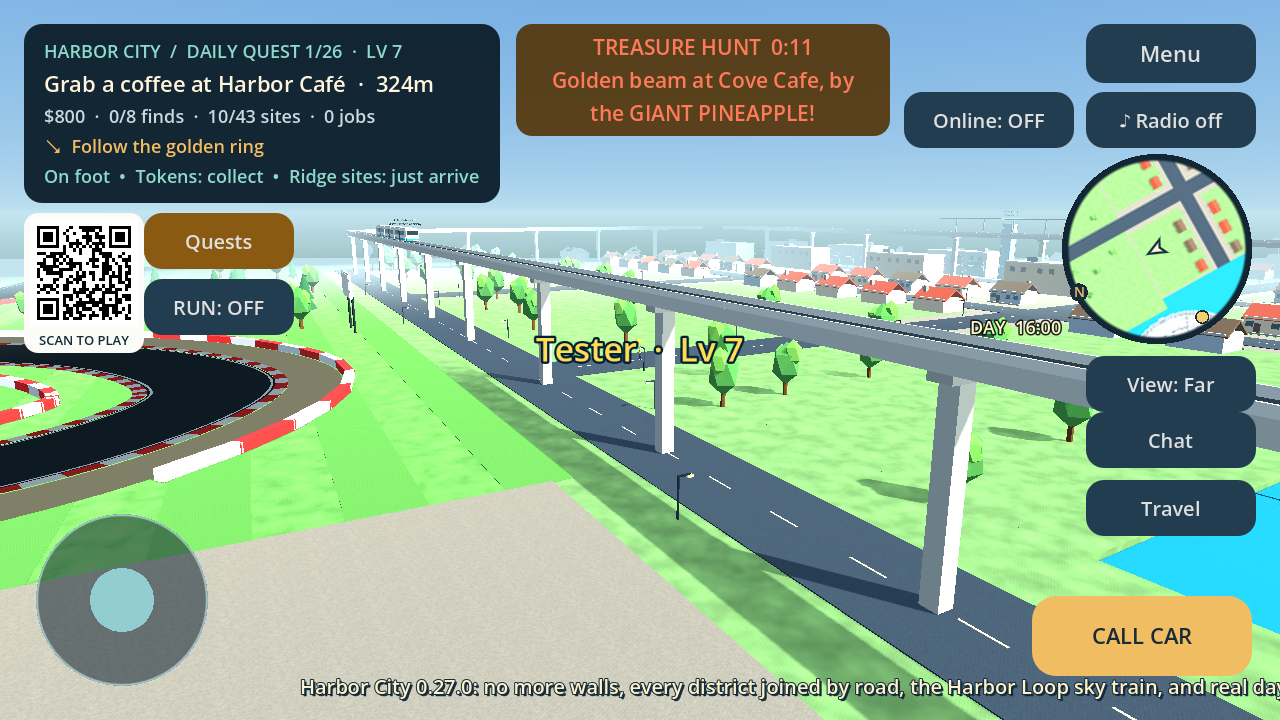 HARBOR CITY / DAILY QUEST 1/26 · LV 7
Grab a coffee at Harbor Café · 324m
$800 · 0/8 finds · 10/43 sites · 0 jobs
↘ Follow the golden ring
On foot • Tokens: collect • Ridge sites: just arrive
TREASURE HUNT 0:11
Golden beam at Cove Cafe, by
the GIANT PINEAPPLE!
Menu
Online: OFF
♪ Radio off
SCAN TO PLAY
Quests
RUN: OFF
N
DAY 16:00
Tester · Lv 7
View: Far
Chat
Travel
CALL CAR
Harbor City 0.27.0: no more walls, every district joined by road, the Harbor Loop sky train, and real day